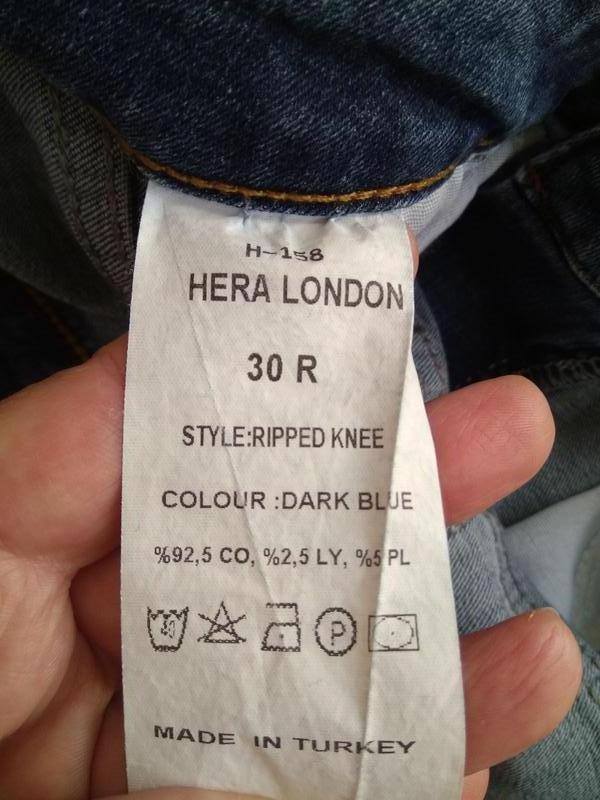 H-158
HERA LONDON
30 R
STYLE:RIPPED KNEE
COLOUR :DARK BLUE
%92,5 CO, %2,5 LY, %5 PL
40 P
MADE IN TURKEY